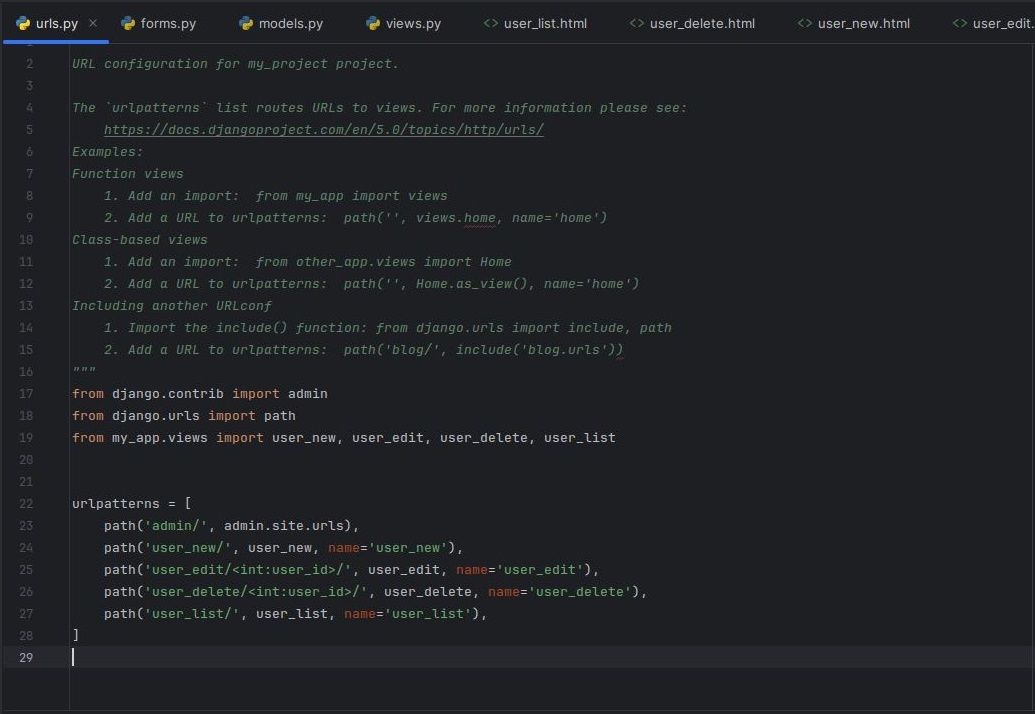 urls.py × forms.py models.py views.py <> user_list.html <> user_delete.html <> user_new.html <> user_edit.
2 URL configuration for my_project project.
3
4 The `urlpatterns` list routes URLs to views. For more information please see:
5 https://docs.djangoproject.com/en/5.0/topics/http/urls/
6 Examples:
7 Function views
8 1. Add an import:  from my_app import views
9 2. Add a URL to urlpatterns:  path('', views.home, name='home')
10 Class-based views
11 1. Add an import:  from other_app.views import Home
12 2. Add a URL to urlpatterns:  path('', Home.as_view(), name='home')
13 Including another URLconf
14 1. Import the include() function: from django.urls import include, path
15 2. Add a URL to urlpatterns:  path('blog/', include('blog.urls'))
16 """
17 from django.contrib import admin
18 from django.urls import path
19 from my_app.views import user_new, user_edit, user_delete, user_list
20
21
22 urlpatterns = [
23 path('admin/', admin.site.urls),
24 path('user_new/', user_new, name='user_new'),
25 path('user_edit/<int:user_id>/', user_edit, name='user_edit'),
26 path('user_delete/<int:user_id>/', user_delete, name='user_delete'),
27 path('user_list/', user_list, name='user_list'),
28 ]
29